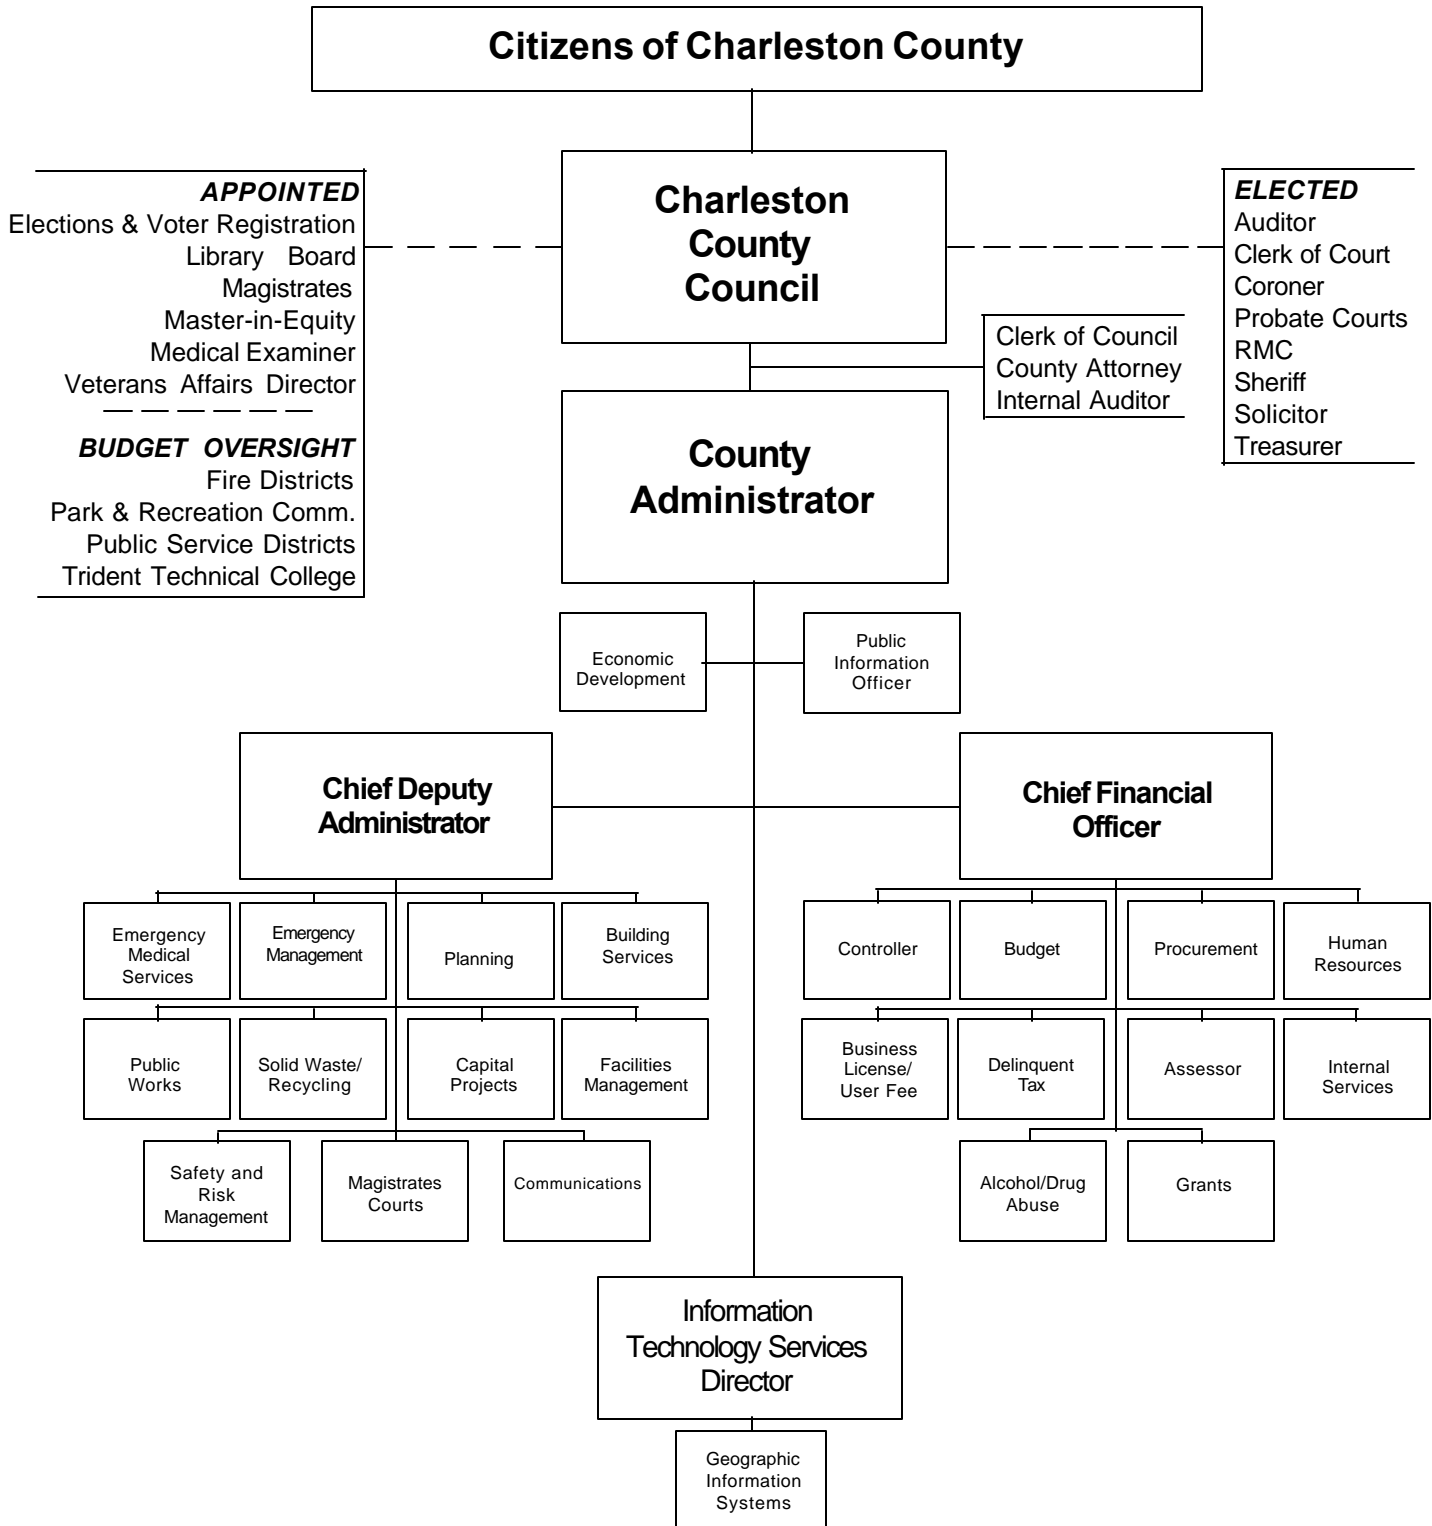 Citizens of Charleston County
Charleston
County
Council
APPOINTED
Elections & Voter Registration
Library Board
Magistrates
Master-in-Equity
Medical Examiner
Veterans Affairs Director
BUDGET OVERSIGHT
Fire Districts
Park & Recreation Comm.
Public Service Districts
Trident Technical College
ELECTED
Auditor
Clerk of Court
Coroner
Probate Courts
RMC
Sheriff
Solicitor
Treasurer
Clerk of Council
County Attorney
Internal Auditor
County
Administrator
Economic
Development
Public
Information
Officer
Chief Deputy
Administrator
Chief Financial
Officer
Emergency
Medical
Services
Emergency
Management
Planning
Building
Services
Controller
Budget
Procurement
Human
Resources
Public
Works
Solid Waste/
Recycling
Capital
Projects
Facilities
Management
Business
License/
User Fee
Delinquent
Tax
Assessor
Internal
Services
Safety and
Risk
Management
Magistrates
Courts
Communications
Alcohol/Drug
Abuse
Grants
Information
Technology Services
Director
Geographic
Information
Systems